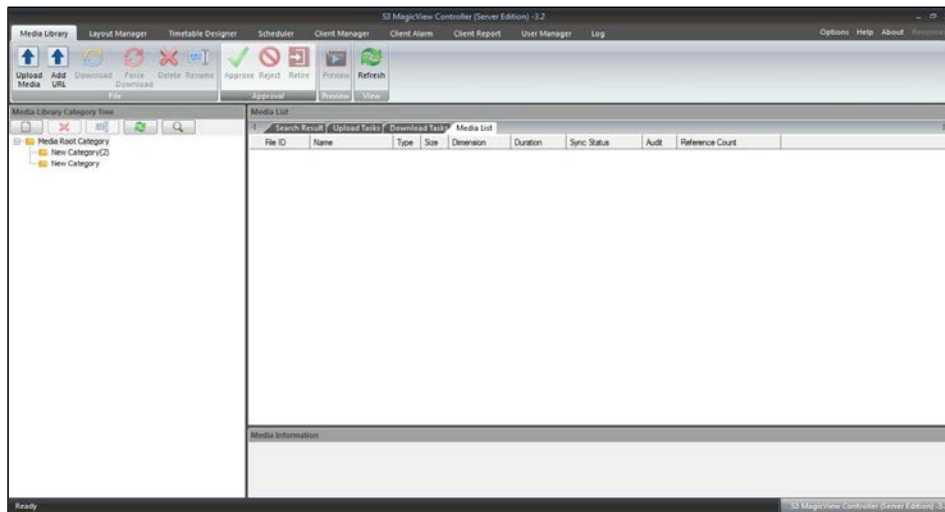 S3 MagicView Controller (Server Edition) -3.2
Media Library Layout Manager Timetable Designer Scheduler Client Manager Client Alarm Client Report User Manager Log Options Help About
Upload Media Add URL Download Force Download Delete Rename Approve Reject Retire Preview Refresh
File Approval Preview View
Media Library Category Tree Media List
Search Result Upload Tasks Download Tasks Media List
File ID Name Type Size Dimension Duration Sync Status Audit Reference Count
Media Root Category
New Category(2)
New Category
Media Information
Ready S3 MagicView Controller (Server Edition) -3.